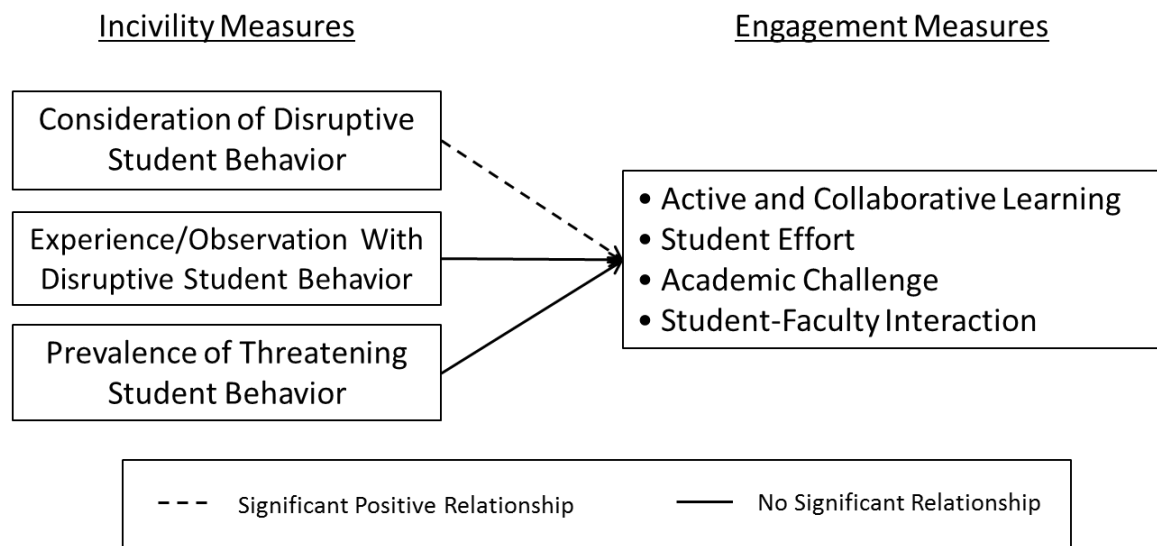 Incivility Measures
Engagement Measures
Consideration of Disruptive
Student Behavior
Experience/Observation With
Disruptive Student Behavior
Prevalence of Threatening
Student Behavior
• Active and Collaborative Learning
• Student Effort
• Academic Challenge
• Student-Faculty Interaction
Significant Positive Relationship
No Significant Relationship